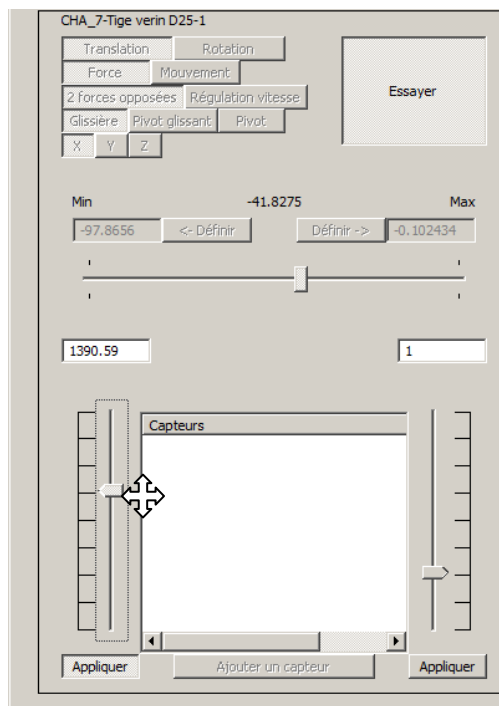 CHA_7-Tige verin D25-1
Translation Rotation
Force Mouvement
2 forces opposées Régulation vitesse
Essayer
Glissière Pivot glissant Pivot
X Y Z
Min -41.8275 Max
-97.8656 <- Définir Définir -> -0.102434
1390.59 1
Capteurs
Appliquer Ajouter un capteur Appliquer